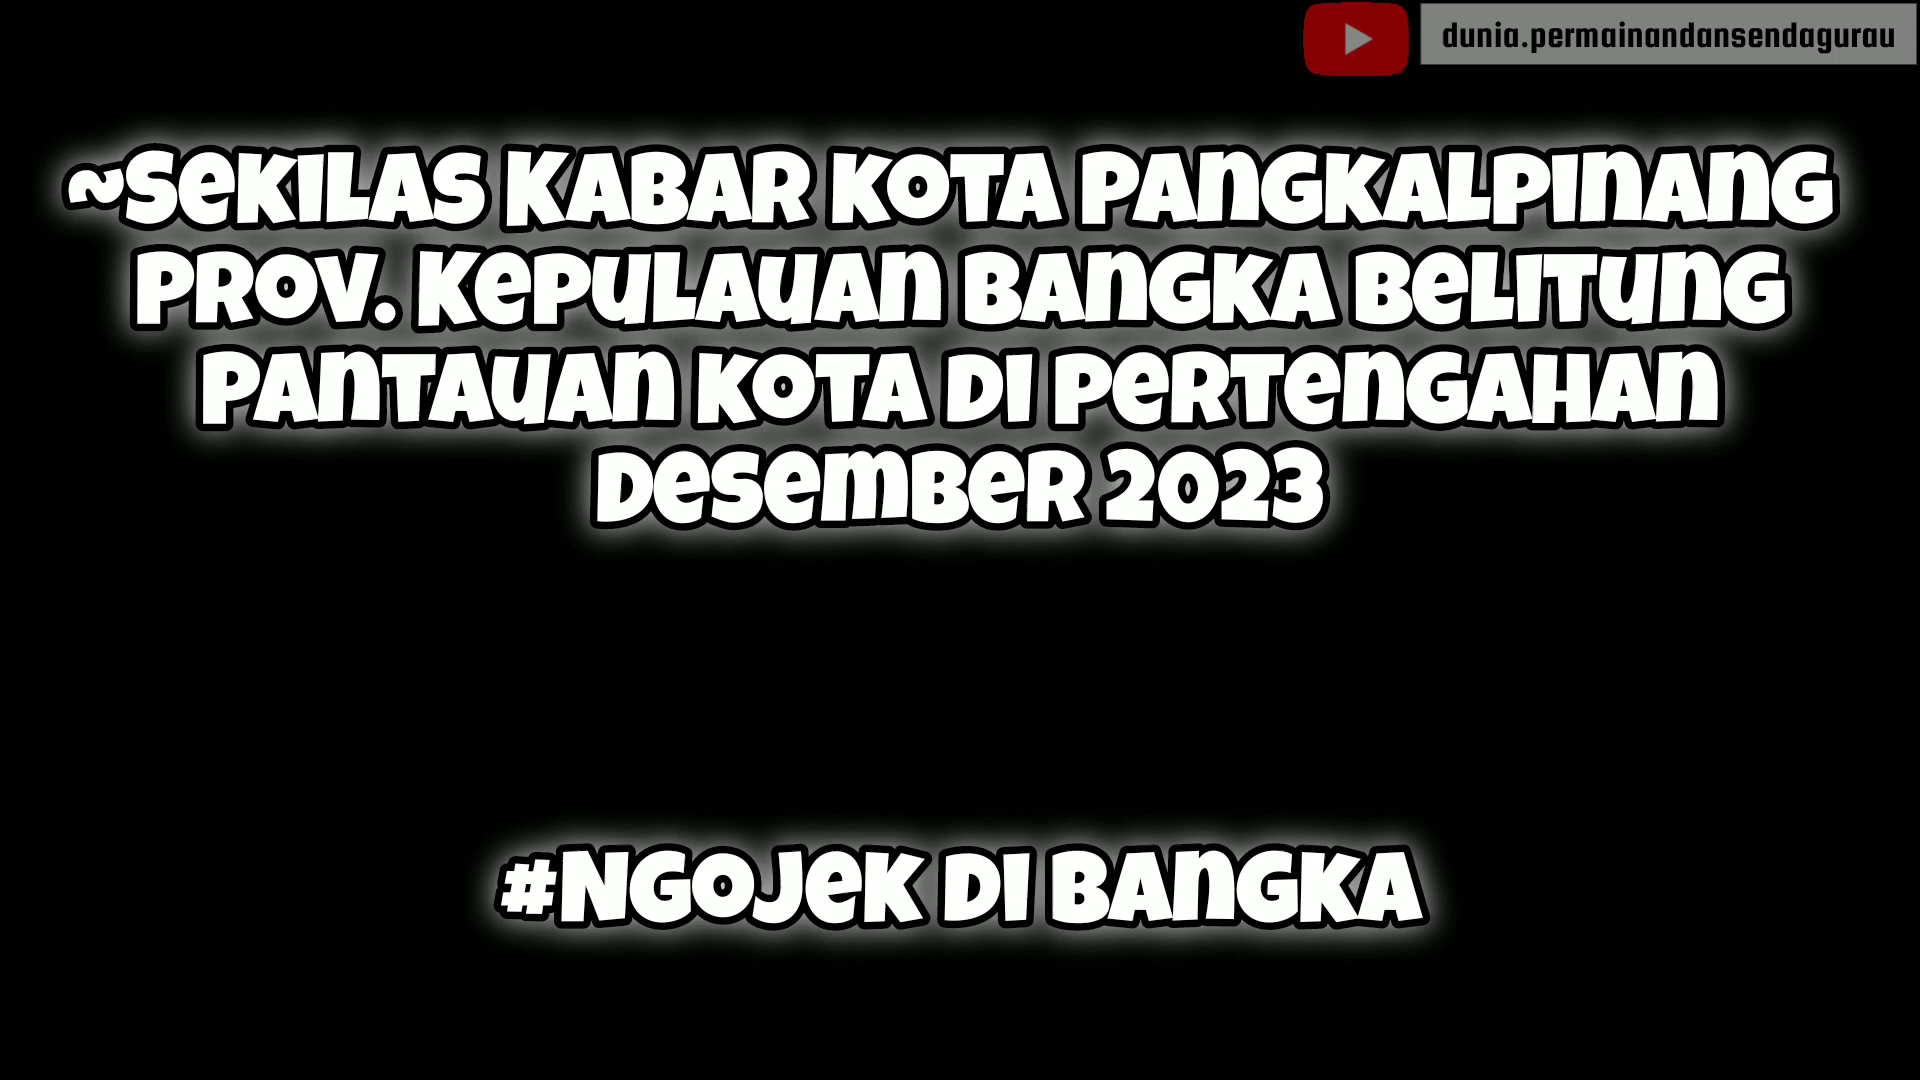 dunia.permainandansendagurau
~SEKILAS KABAR KOTA PANGKALPINANG
PROV. KEPULAUAN BANGKA BELITUNG
PANTAUAN KOTA DI PERTENGAHAN
DESEMBER 2023
#NGOJEK DI BANGKA